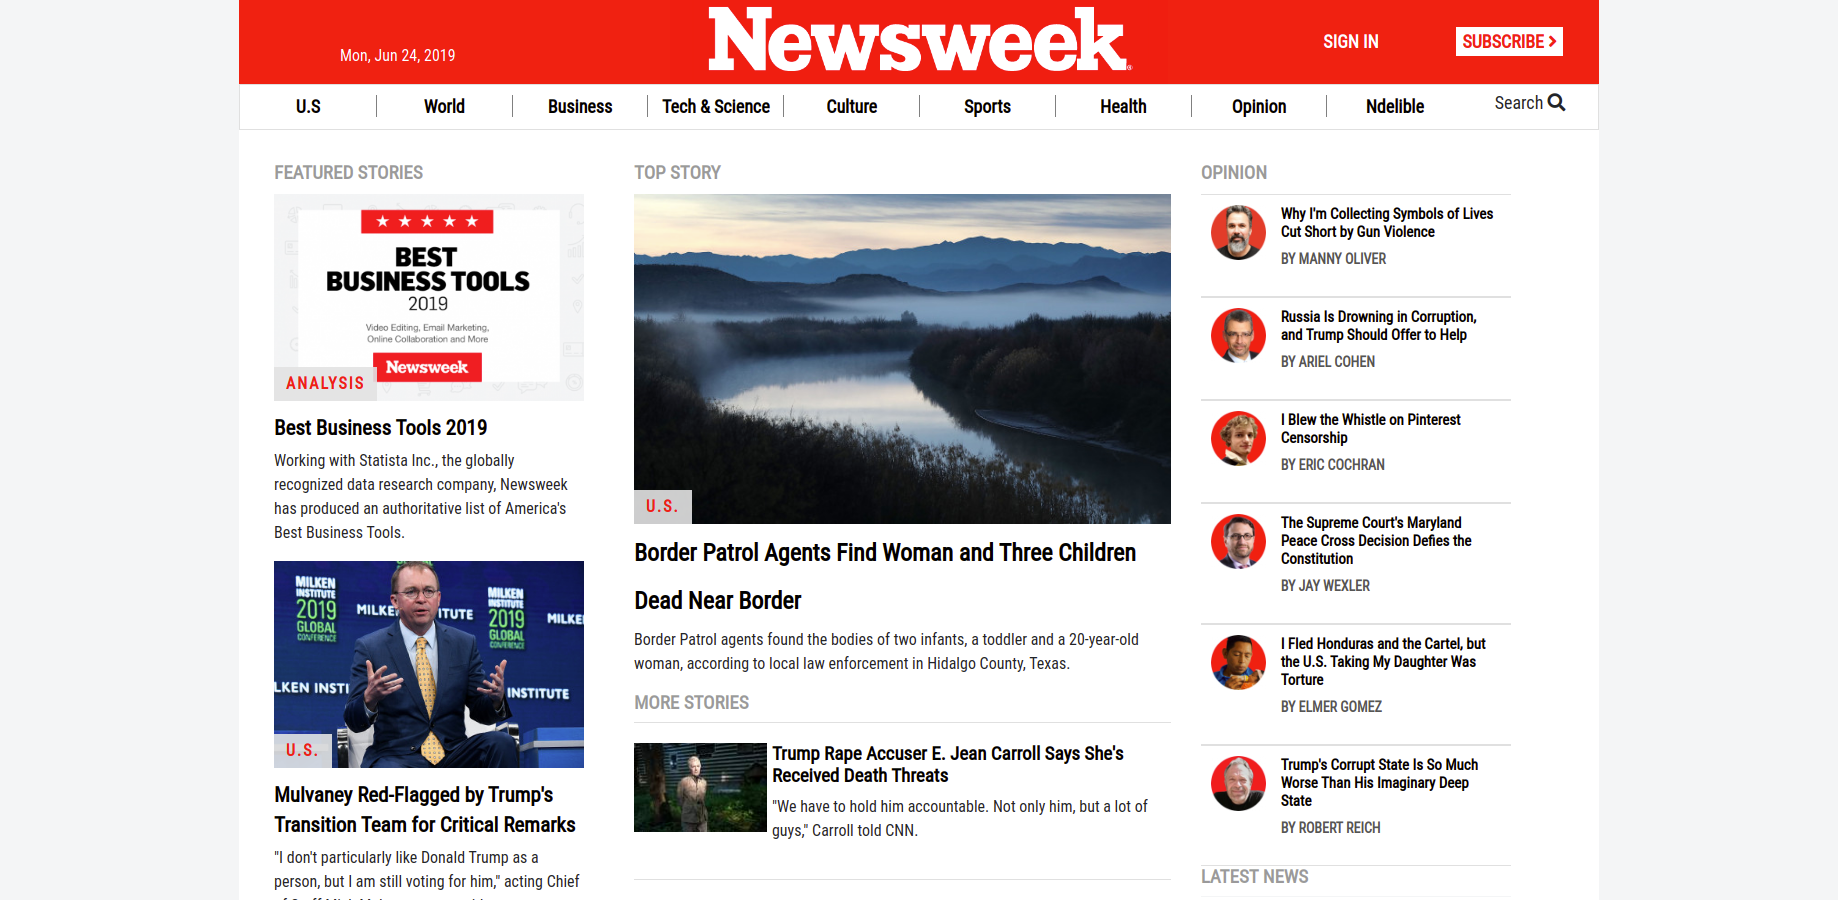 Mon, Jun 24, 2019
Newsweek
SIGN IN
SUBSCRIBE
U.S
World
Business
Tech & Science
Culture
Sports
Health
Opinion
Ndelible
Search
FEATURED STORIES
BEST
BUSINESS TOOLS
2019
Video Editing, Email Marketing,
Online Collaboration and More
Newsweek
ANALYSIS
Best Business Tools 2019
Working with Statista Inc., the globally
recognized data research company, Newsweek
has produced an authoritative list of America's
Best Business Tools.
MILKEN
INSTITUTE
2019
GLOBAL
CONFERENCE
MILKE
ITUTE
MILKEN
INSTITUTE
2019
GLOBAL
CONFERENCE
MILKE
LKEN INSTI
INSTITUTE
U.S.
Mulvaney Red-Flagged by Trump's
Transition Team for Critical Remarks
"I don't particularly like Donald Trump as a
person, but I am still voting for him," acting Chief
TOP STORY
U.S.
Border Patrol Agents Find Woman and Three Children
Dead Near Border
Border Patrol agents found the bodies of two infants, a toddler and a 20-year-old
woman, according to local law enforcement in Hidalgo County, Texas.
MORE STORIES
Trump Rape Accuser E. Jean Carroll Says She's
Received Death Threats
"We have to hold him accountable. Not only him, but a lot of
guys," Carroll told CNN.
OPINION
Why I'm Collecting Symbols of Lives
Cut Short by Gun Violence
BY MANNY OLIVER
Russia Is Drowning in Corruption,
and Trump Should Offer to Help
BY ARIEL COHEN
I Blew the Whistle on Pinterest
Censorship
BY ERIC COCHRAN
The Supreme Court's Maryland
Peace Cross Decision Defies the
Constitution
BY JAY WEXLER
I Fled Honduras and the Cartel, but
the U.S. Taking My Daughter Was
Torture
BY ELMER GOMEZ
Trump's Corrupt State Is So Much
Worse Than His Imaginary Deep
State
BY ROBERT REICH
LATEST NEWS